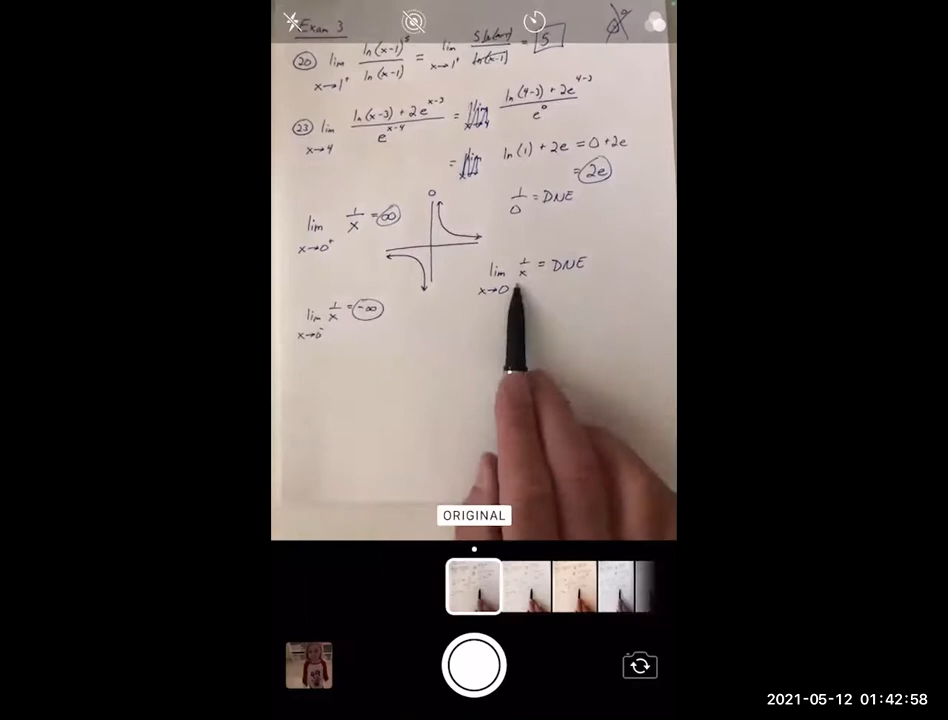 Exam 3
(20) lim x→1⁺ ln(x-1)⁵ / ln(x-1) = lim x→1⁺ 5 ln(x-1) / ln(x-1) = 5
(23) lim x→4 ln(x-3) + 2e^(x-3) / e^(x-4) = ln(4-3) + 2e^(4-3) / e⁰
= ln(1) + 2e = 0 + 2e
= 2e
1/0 = DNE
0
lim x→0⁺ 1/x = ∞
lim x→0 1/x = DNE
lim x→0⁻ 1/x = -∞
ORIGINAL
2021-05-12 01:42:58